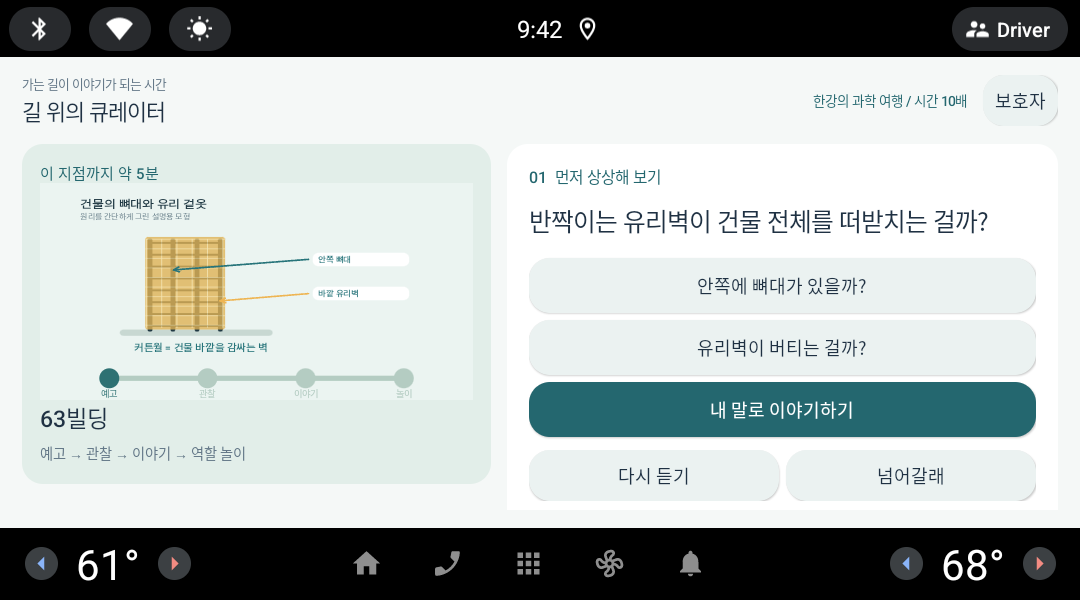 9:42
Driver
가는 길이 이야기가 되는 시간
길 위의 큐레이터
한강의 과학 여행 / 시간 10배
보호자
이 지점까지 약 5분
건물의 뼈대와 유리 겉옷
원리를 간단하게 그린 설명용 모형
안쪽 뼈대
바깥 유리벽
커튼월 = 건물 바깥을 감싸는 벽
예고
관찰
이야기
놀이
63빌딩
예고 → 관찰 → 이야기 → 역할 놀이
01 먼저 상상해 보기
반짝이는 유리벽이 건물 전체를 떠받치는 걸까?
안쪽에 뼈대가 있을까?
유리벽이 버티는 걸까?
내 말로 이야기하기
다시 듣기
넘어갈래
61°
68°